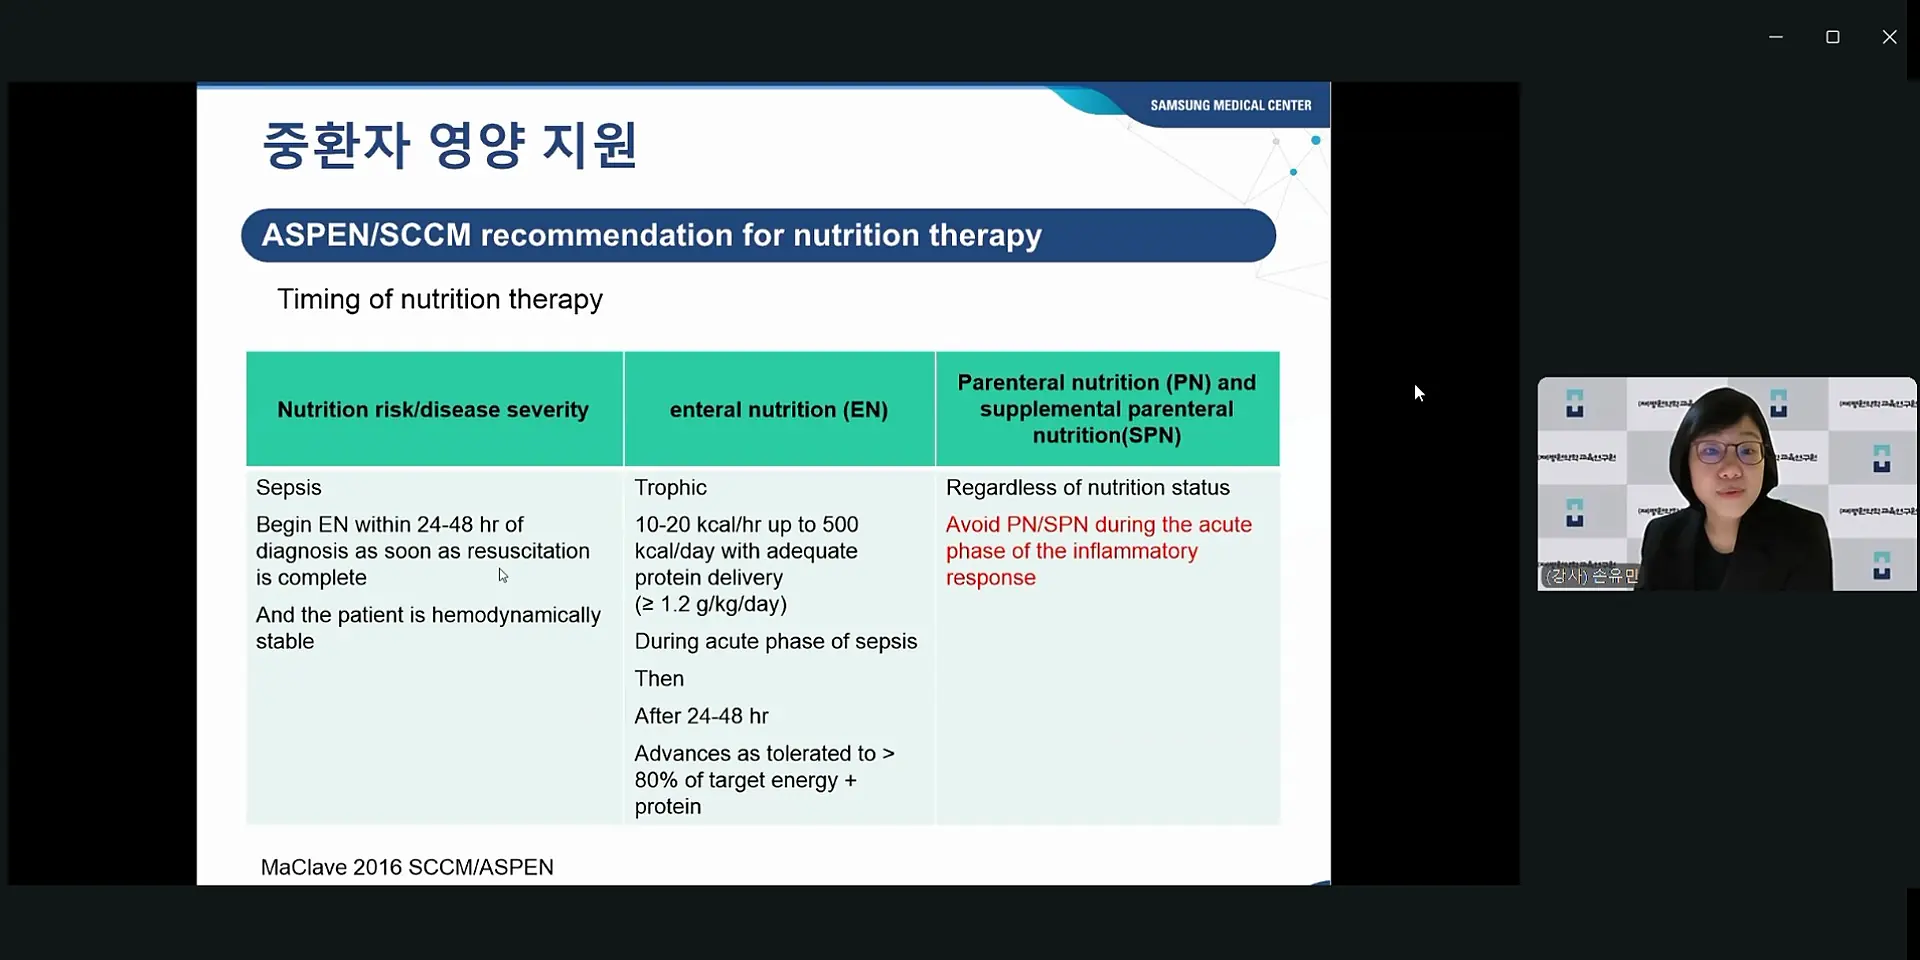 SAMSUNG MEDICAL CENTER
중환자 영양 지원
ASPEN/SCCM recommendation for nutrition therapy
Timing of nutrition therapy
Nutrition risk/disease severity
enteral nutrition (EN)
Parenteral nutrition (PN) and
supplemental parenteral
nutrition(SPN)
Sepsis
Begin EN within 24-48 hr of
diagnosis as soon as resuscitation
is complete
And the patient is hemodynamically
stable
Trophic
10-20 kcal/hr up to 500
kcal/day with adequate
protein delivery
(≥ 1.2 g/kg/day)
During acute phase of sepsis
Then
After 24-48 hr
Advances as tolerated to >
80% of target energy +
protein
Regardless of nutrition status
Avoid PN/SPN during the acute
phase of the inflammatory
response
MaClave 2016 SCCM/ASPEN
(강사) 손유민